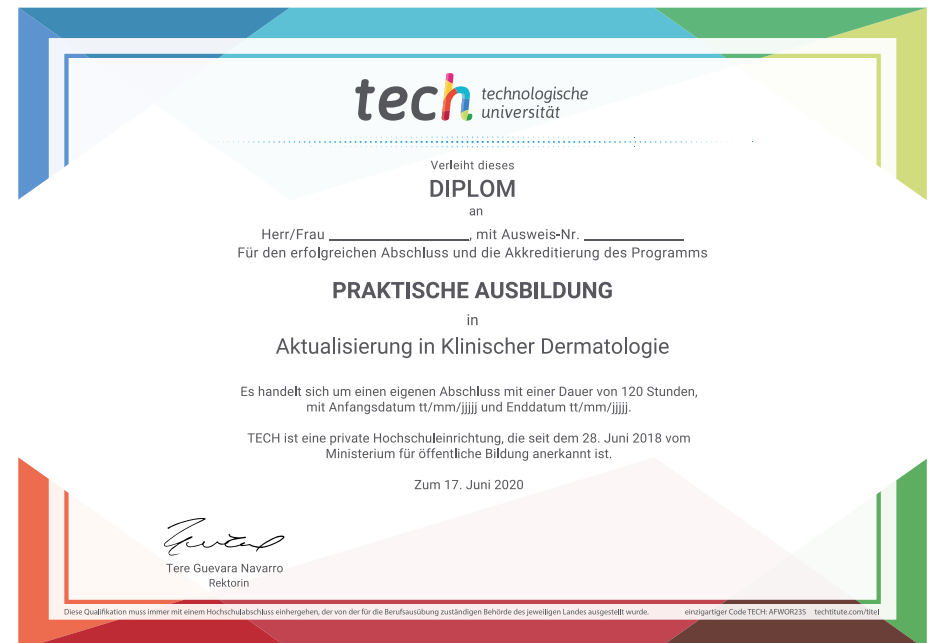 tech technologische
universität
Verleiht dieses
DIPLOM
an
Herr/Frau ________________, mit Ausweis-Nr. ____________
Für den erfolgreichen Abschluss und die Akkreditierung des Programms
PRAKTISCHE AUSBILDUNG
in
Aktualisierung in Klinischer Dermatologie
Es handelt sich um einen eigenen Abschluss mit einer Dauer von 120 Stunden,
mit Anfangsdatum tt/mm/jjjjj und Enddatum tt/mm/jjjjj.
TECH ist eine private Hochschuleinrichtung, die seit dem 28. Juni 2018 vom
Ministerium für öffentliche Bildung anerkannt ist.
Zum 17. Juni 2020
Tere Guevara Navarro
Rektorin
Diese Qualifikation muss immer mit einem Hochschulabschluss einhergehen, der von der für die Berufsausübung zuständigen Behörde des jeweiligen Landes ausgestellt wurde. einzigartiger Code TECH: AFWOR23S techtitute.com/titel